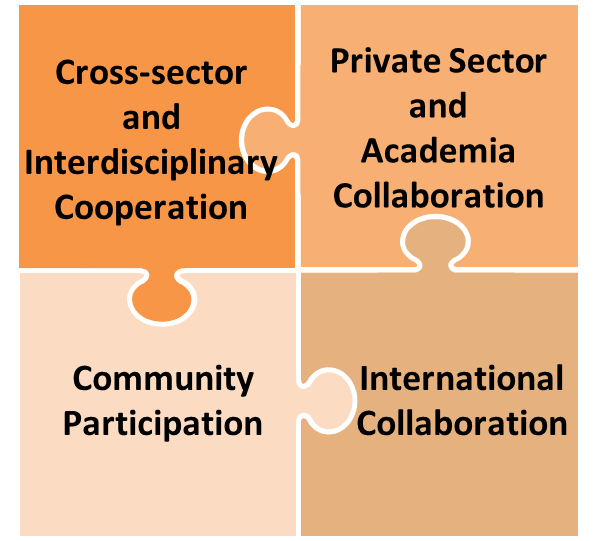 Cross-sector
and
Interdisciplinary
Cooperation
Private Sector
and
Academia
Collaboration
Community
Participation
International
Collaboration